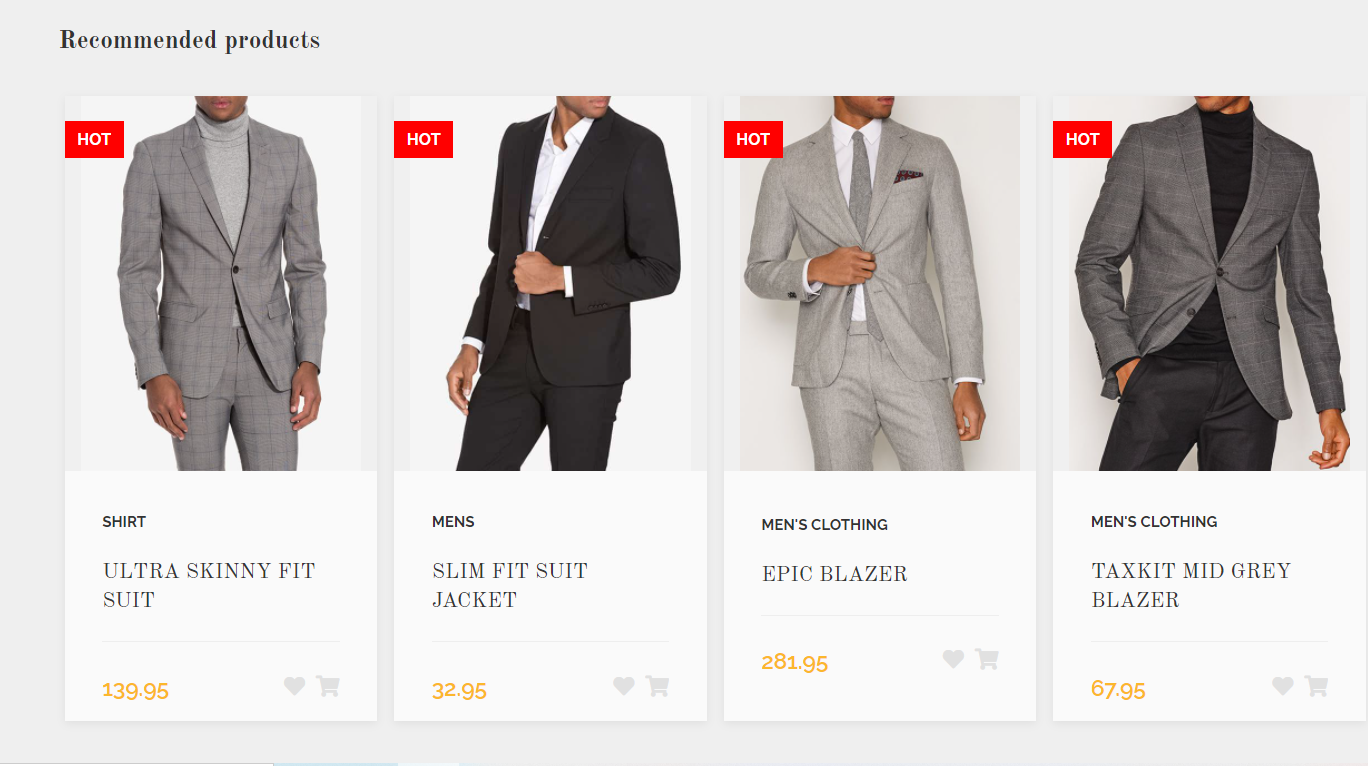 Recommended products
HOT
SHIRT
ULTRA SKINNY FIT
SUIT
139.95
HOT
MENS
SLIM FIT SUIT
JACKET
32.95
HOT
MEN'S CLOTHING
EPIC BLAZER
281.95
HOT
MEN'S CLOTHING
TAXKIT MID GREY
BLAZER
67.95